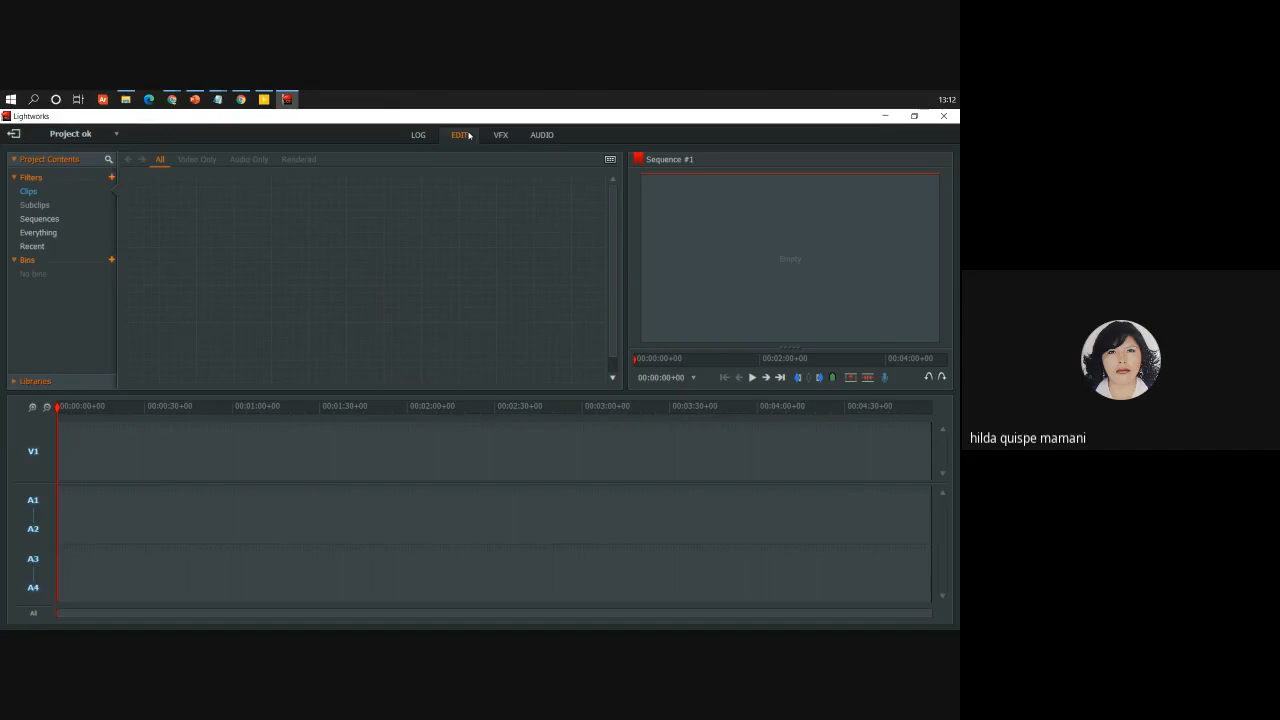 13:12
Lightworks
Project ok
LOG
EDIT
VFX
AUDIO
Project Contents
All
Video Only
Audio Only
Rendered
Sequence #1
Filters
Clips
Subclips
Sequences
Everything
Recent
Bins
No bins
Libraries
Empty
00:00:00+00
00:02:00+00
00:04:00+00
00:00:00+00
00:00:00+00
00:00:30+00
00:01:00+00
00:01:30+00
00:02:00+00
00:02:30+00
00:03:00+00
00:03:30+00
00:04:00+00
00:04:30+00
V1
A1
A2
A3
A4
All
hilda quispe mamani